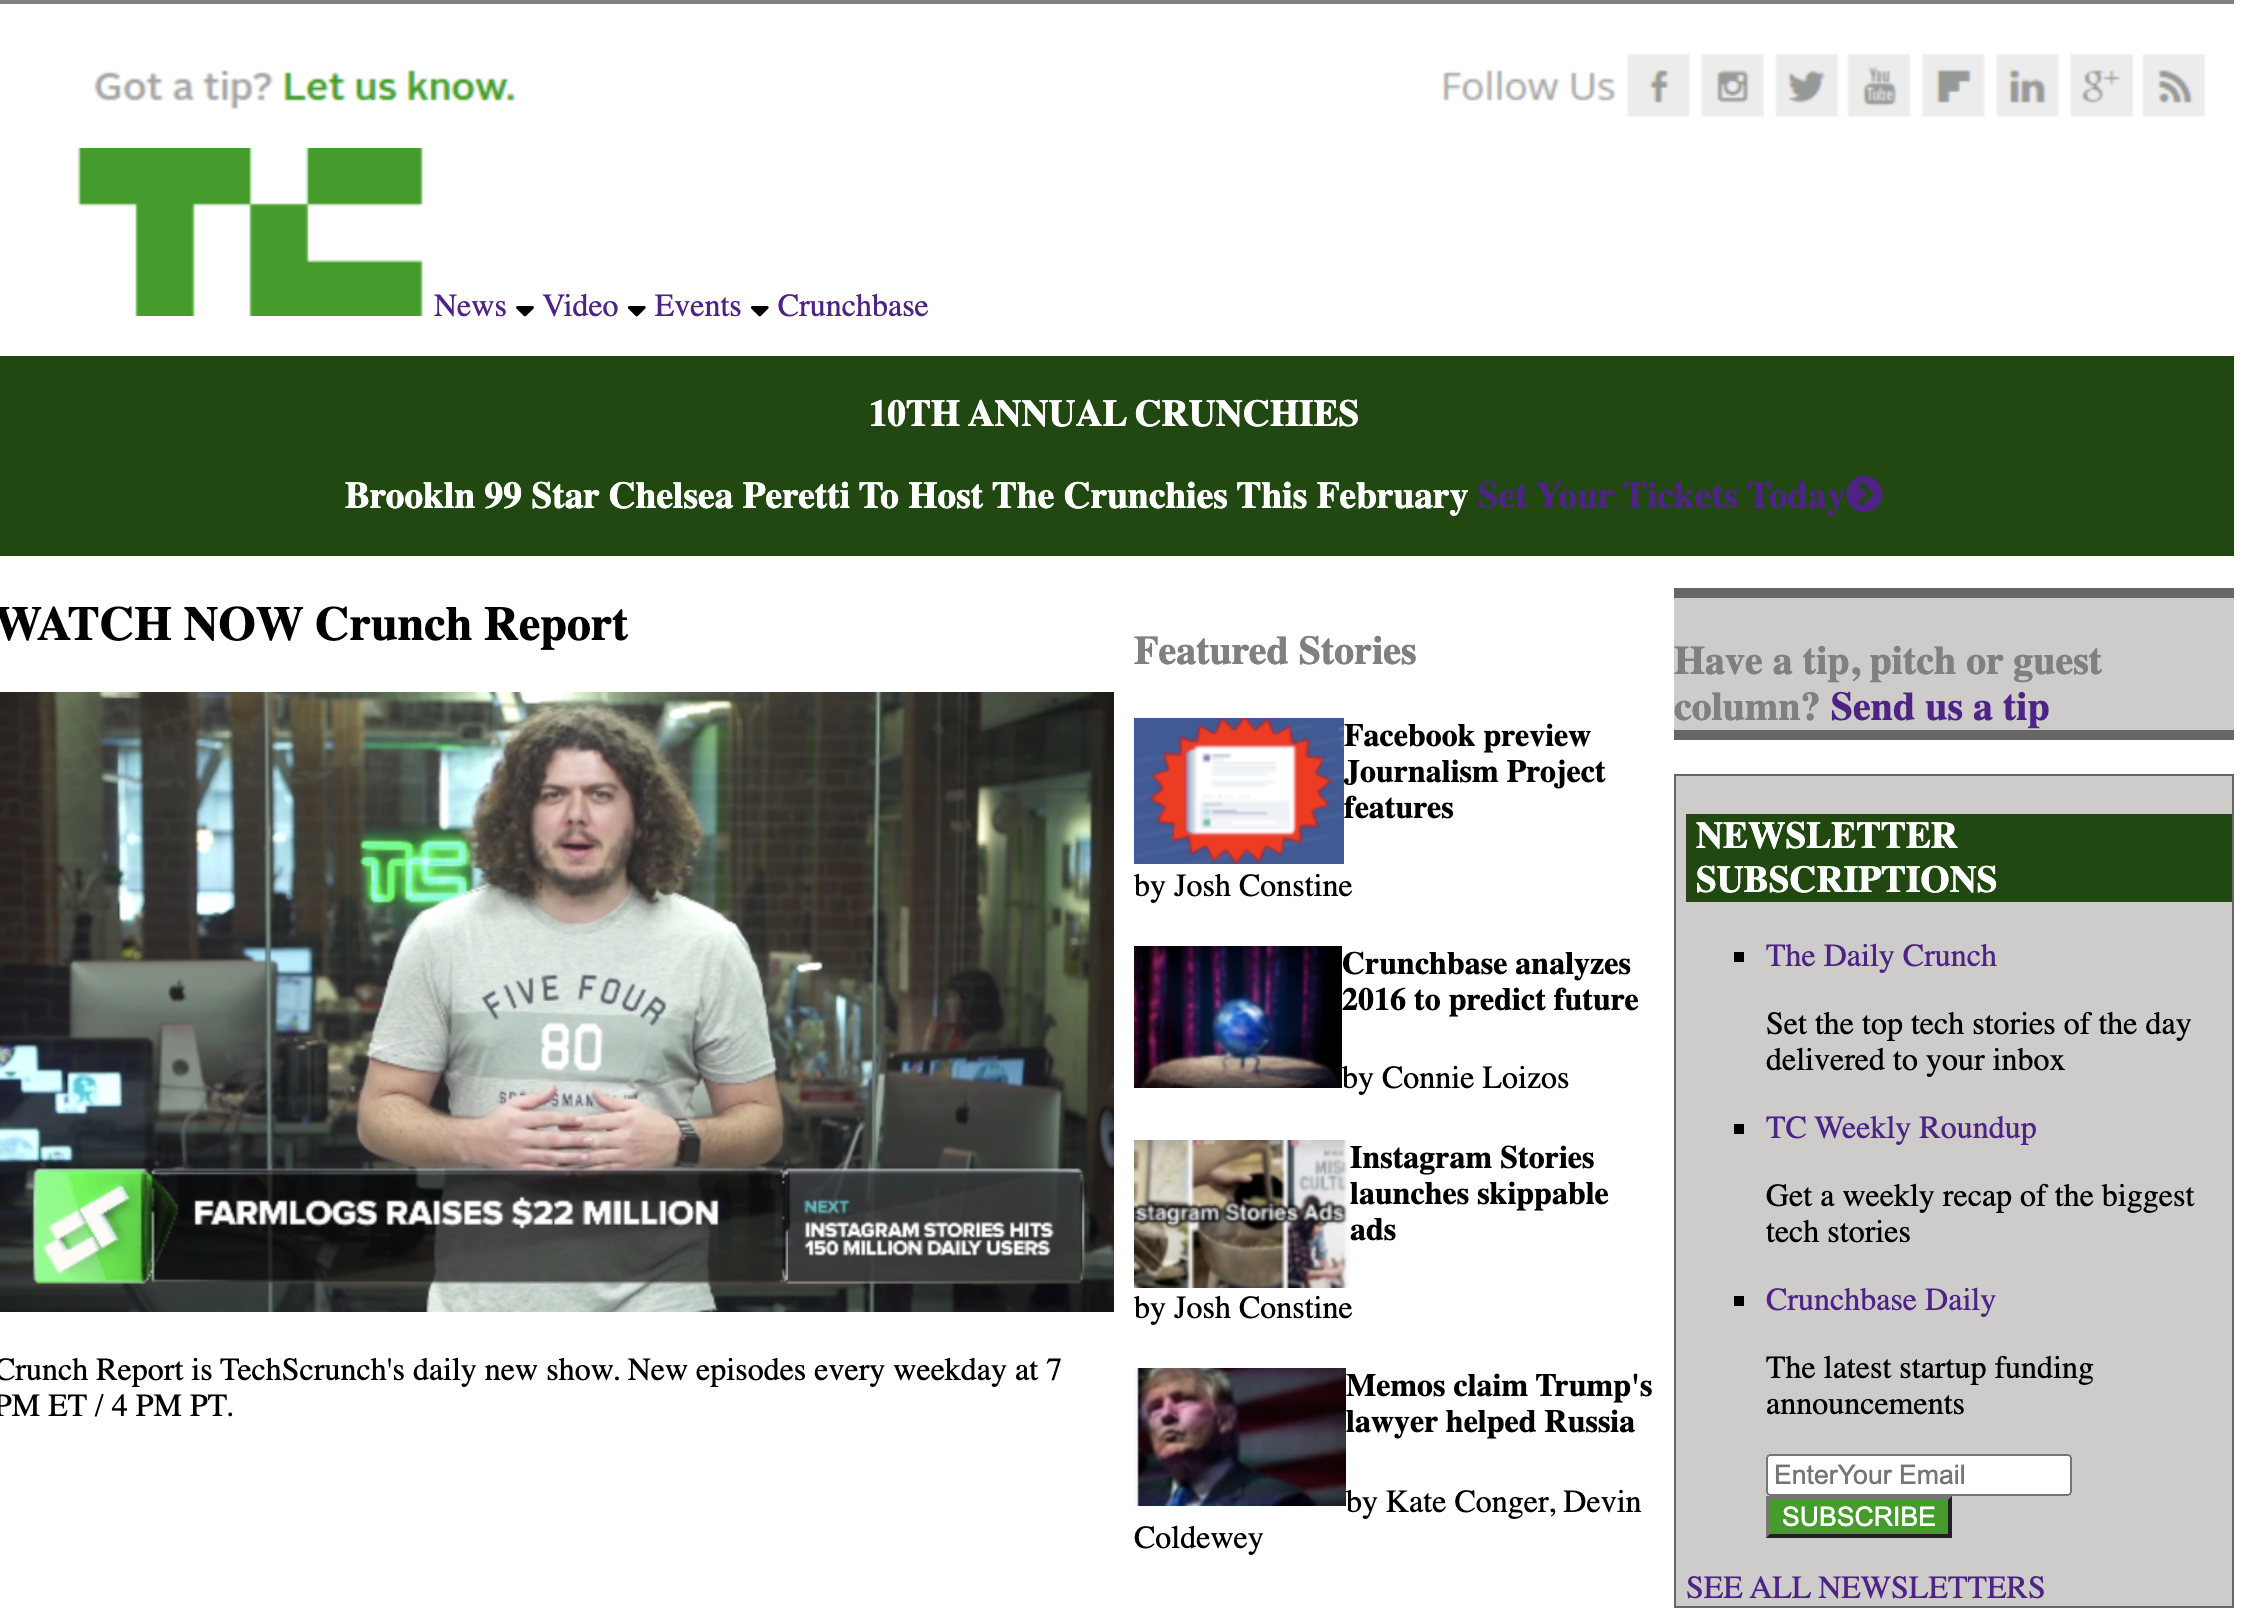 Got a tip? Let us know.
Follow Us
You
Tube
in
g+
TC
News Video Events Crunchbase
10TH ANNUAL CRUNCHIES
Brookln 99 Star Chelsea Peretti To Host The Crunchies This February Set Your Tickets Today
WATCH NOW Crunch Report
TC
FIVE FOUR
80
FARMLOGS RAISES $22 MILLION
NEXT
INSTAGRAM STORIES HITS
150 MILLION DAILY USERS
Crunch Report is TechScrunch's daily new show. New episodes every weekday at 7
PM ET / 4 PM PT.
Featured Stories
Facebook preview
Journalism Project
features
by Josh Constine
Crunchbase analyzes
2016 to predict future
by Connie Loizos
stagram Stories Ads
Instagram Stories
launches skippable
ads
by Josh Constine
Memos claim Trump's
lawyer helped Russia
by Kate Conger, Devin
Coldewey
Have a tip, pitch or guest
column? Send us a tip
NEWSLETTER
SUBSCRIPTIONS
The Daily Crunch
Set the top tech stories of the day
delivered to your inbox
TC Weekly Roundup
Get a weekly recap of the biggest
tech stories
Crunchbase Daily
The latest startup funding
announcements
EnterYour Email
SUBSCRIBE
SEE ALL NEWSLETTERS